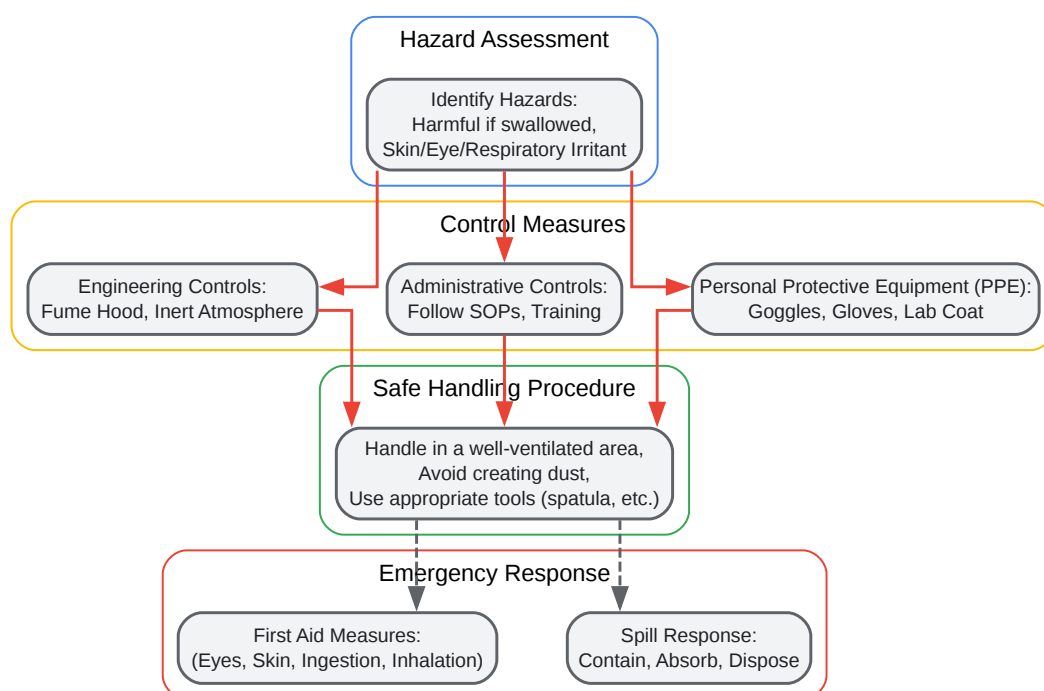 Hazard Assessment
Identify Hazards:
Harmful if swallowed,
Skin/Eye/Respiratory Irritant
Control Measures
Engineering Controls:
Fume Hood, Inert Atmosphere
Administrative Controls:
Follow SOPs, Training
Personal Protective Equipment (PPE):
Goggles, Gloves, Lab Coat
Safe Handling Procedure
Handle in a well-ventilated area,
Avoid creating dust,
Use appropriate tools (spatula, etc.)
Emergency Response
First Aid Measures:
(Eyes, Skin, Ingestion, Inhalation)
Spill Response:
Contain, Absorb, Dispose